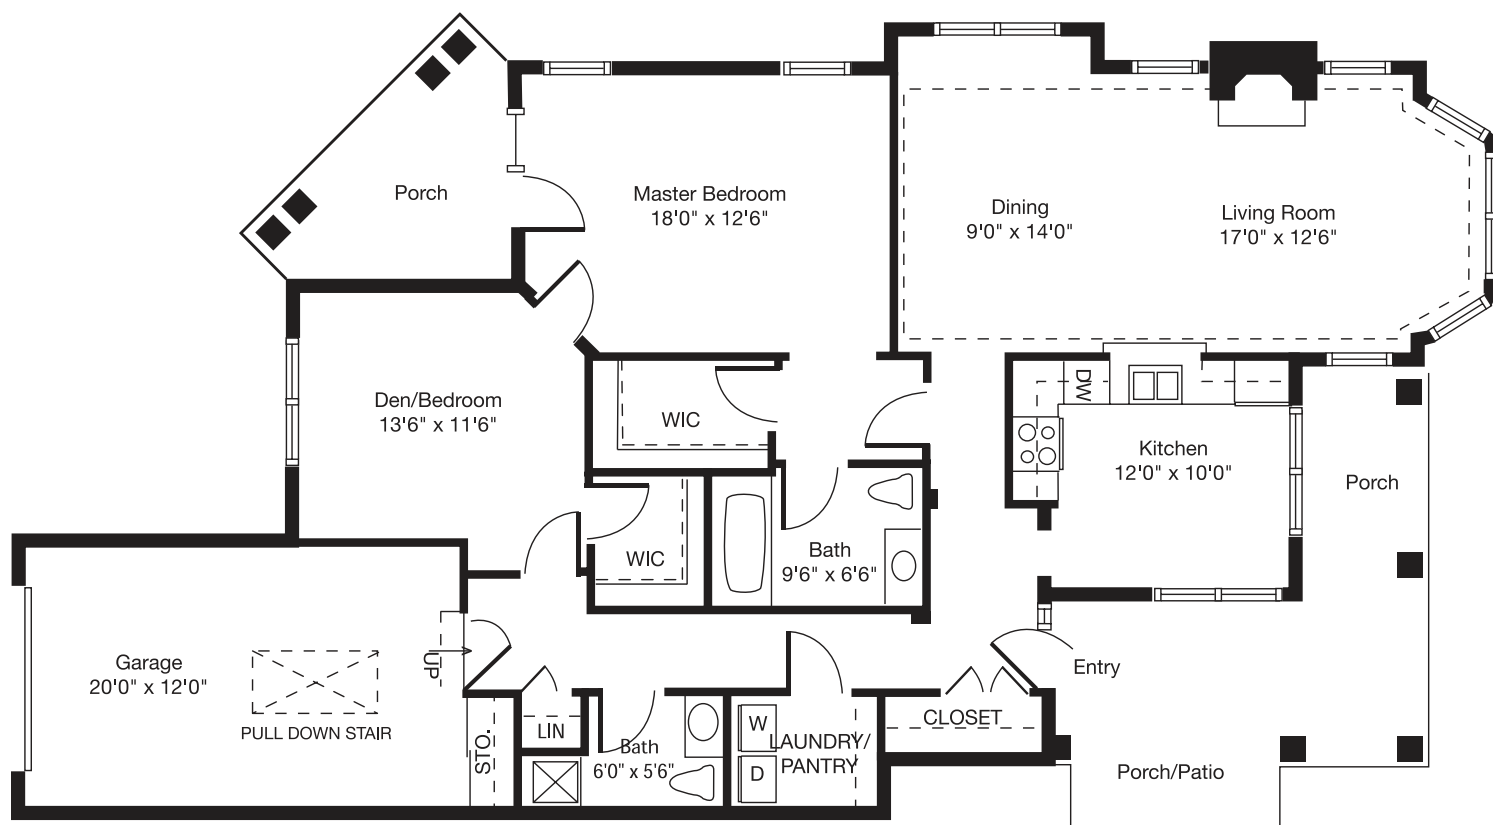 Porch
Master Bedroom
18'0" x 12'6"
Dining
9'0" x 14'0"
Living Room
17'0" x 12'6"
Den/Bedroom
13'6" x 11'6"
WIC
DW
Kitchen
12'0" x 10'0"
Porch
WIC
Bath
9'6" x 6'6"
Garage
20'0" x 12'0"
UP
PULL DOWN STAIR
Entry
STO.
LIN
Bath
6'0" x 5'6"
W
D
LAUNDRY/
PANTRY
CLOSET
Porch/Patio